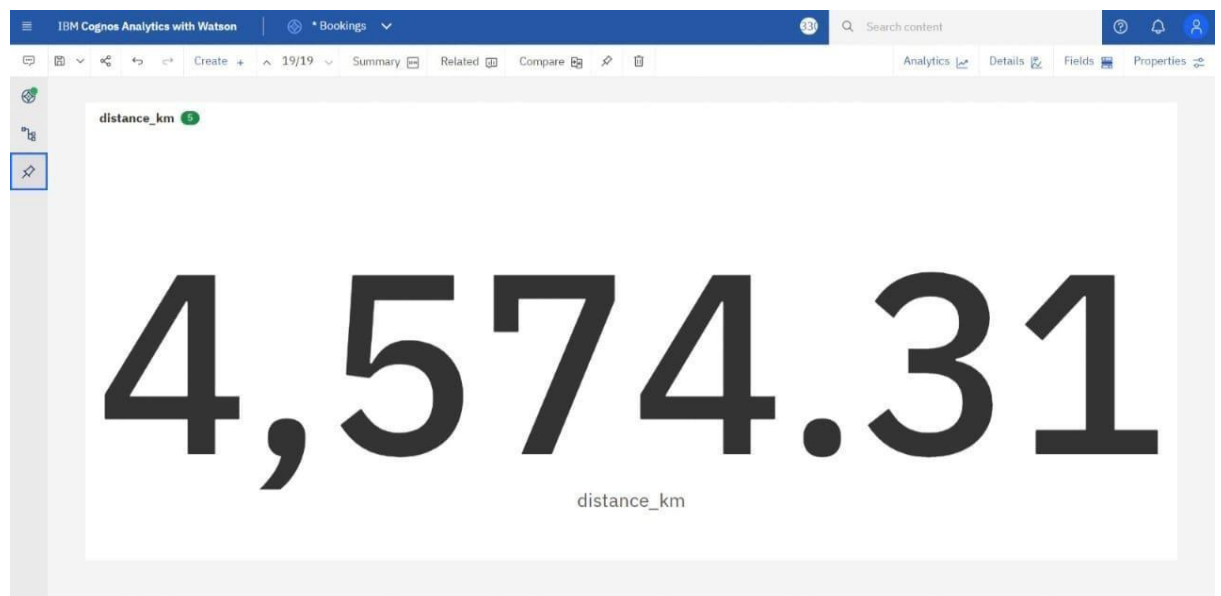 IBM Cognos Analytics with Watson * Bookings Search content
Create + 19/19 Summary Related Compare Analytics Details Fields Properties
distance_km 5
4,574.31
distance_km